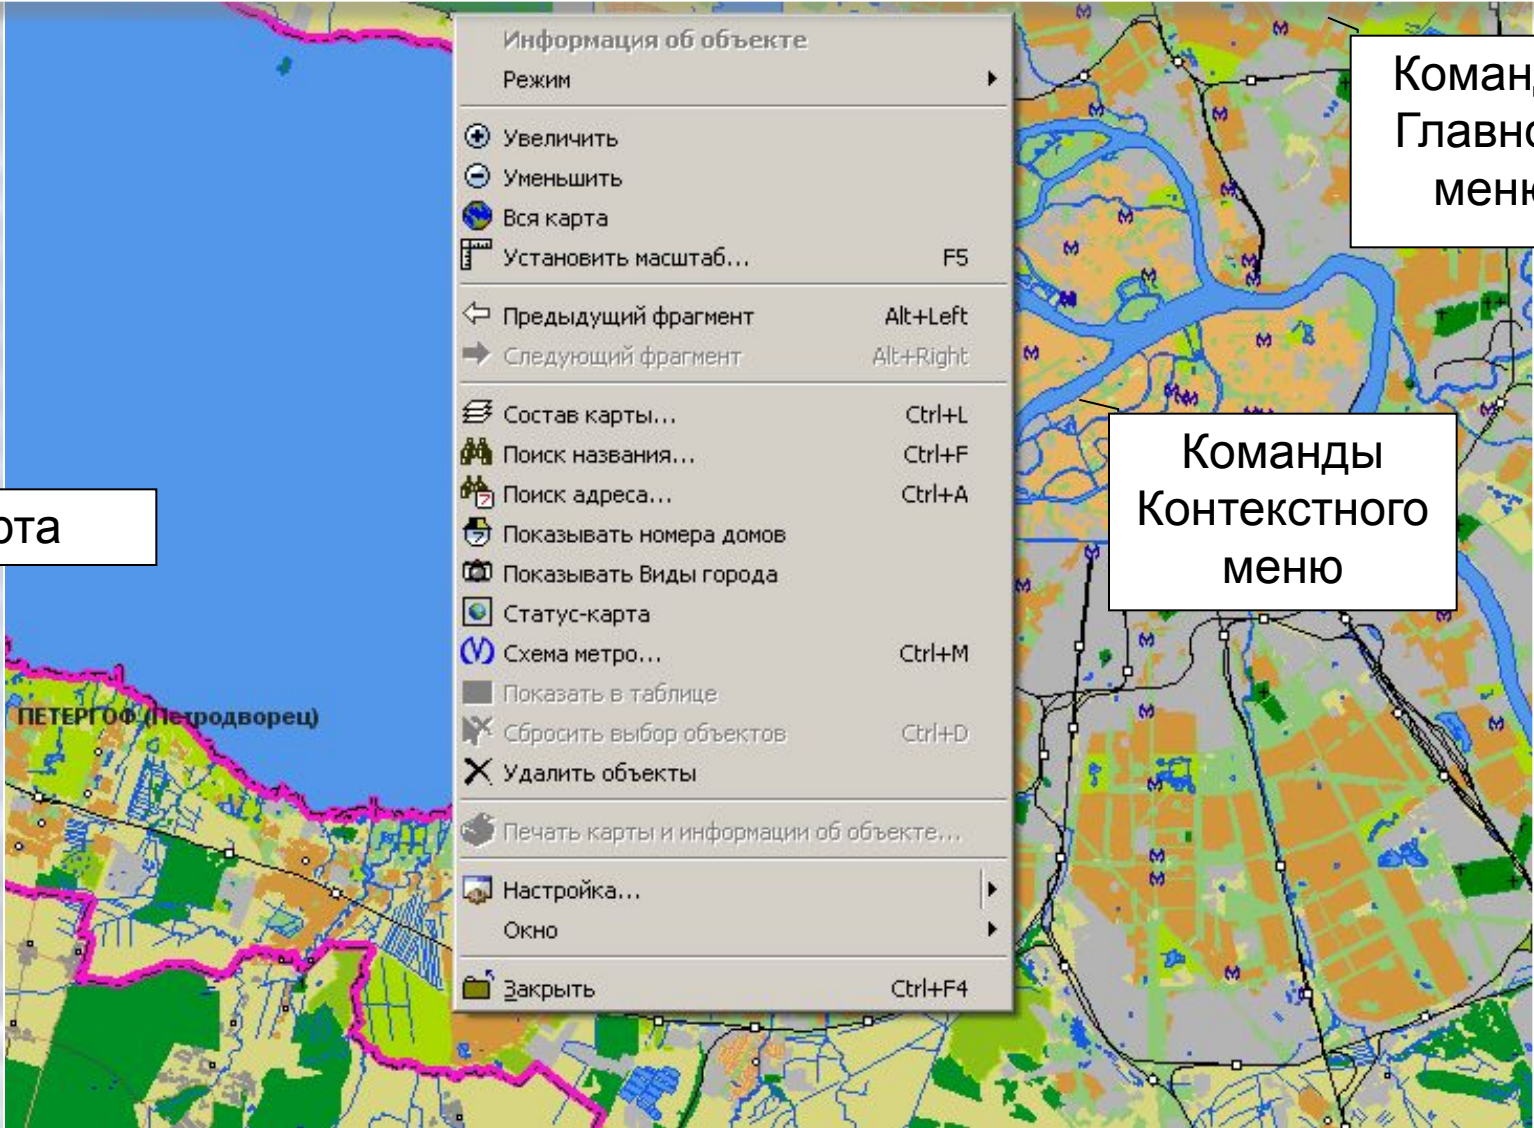 Информация об объекте
Режим
Увеличить
Уменьшить
Вся карта
Установить масштаб... F5
Предыдущий фрагмент Alt+Left
Следующий фрагмент Alt+Right
Состав карты... Ctrl+L
Поиск названия... Ctrl+F
Поиск адреса... Ctrl+A
Показывать номера домов
Показывать Виды города
Статус-карта
Схема метро... Ctrl+M
Показать в таблице
Сбросить выбор объектов Ctrl+D
Удалить объекты
Печать карты и информации об объекте...
Настройка...
Окно
Закрыть Ctrl+F4
Команды
Контекстного
меню
ПЕТЕРГОФ (Петродворец)